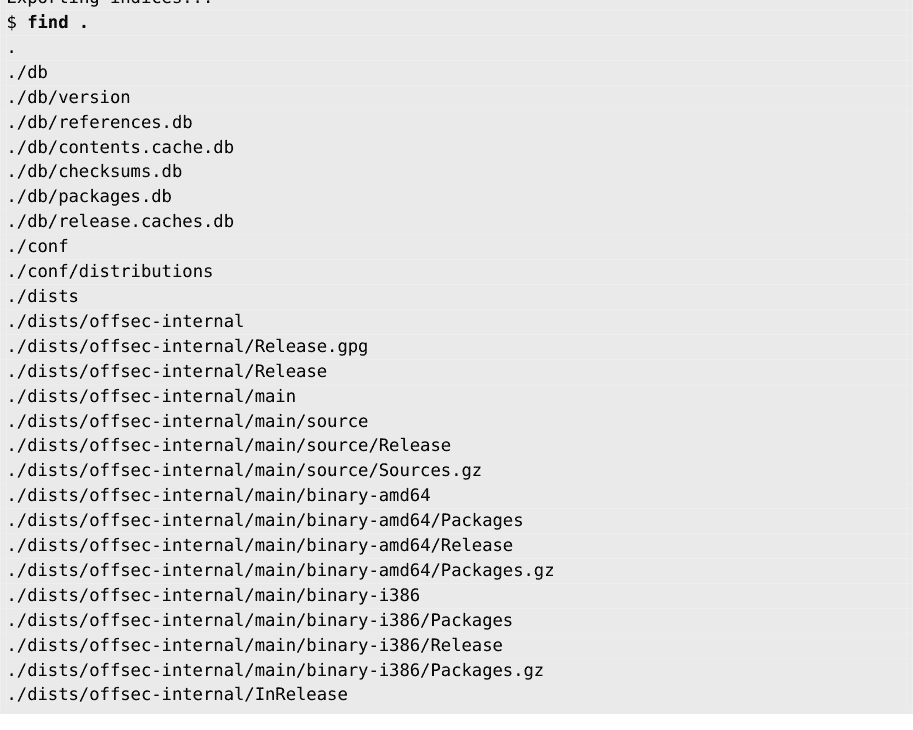 Exporting indices...
$ find .
.
./db
./db/version
./db/references.db
./db/contents.cache.db
./db/checksums.db
./db/packages.db
./db/release.caches.db
./conf
./conf/distributions
./dists
./dists/offsec-internal
./dists/offsec-internal/Release.gpg
./dists/offsec-internal/Release
./dists/offsec-internal/main
./dists/offsec-internal/main/source
./dists/offsec-internal/main/source/Release
./dists/offsec-internal/main/source/Sources.gz
./dists/offsec-internal/main/binary-amd64
./dists/offsec-internal/main/binary-amd64/Packages
./dists/offsec-internal/main/binary-amd64/Release
./dists/offsec-internal/main/binary-amd64/Packages.gz
./dists/offsec-internal/main/binary-i386
./dists/offsec-internal/main/binary-i386/Packages
./dists/offsec-internal/main/binary-i386/Release
./dists/offsec-internal/main/binary-i386/Packages.gz
./dists/offsec-internal/InRelease